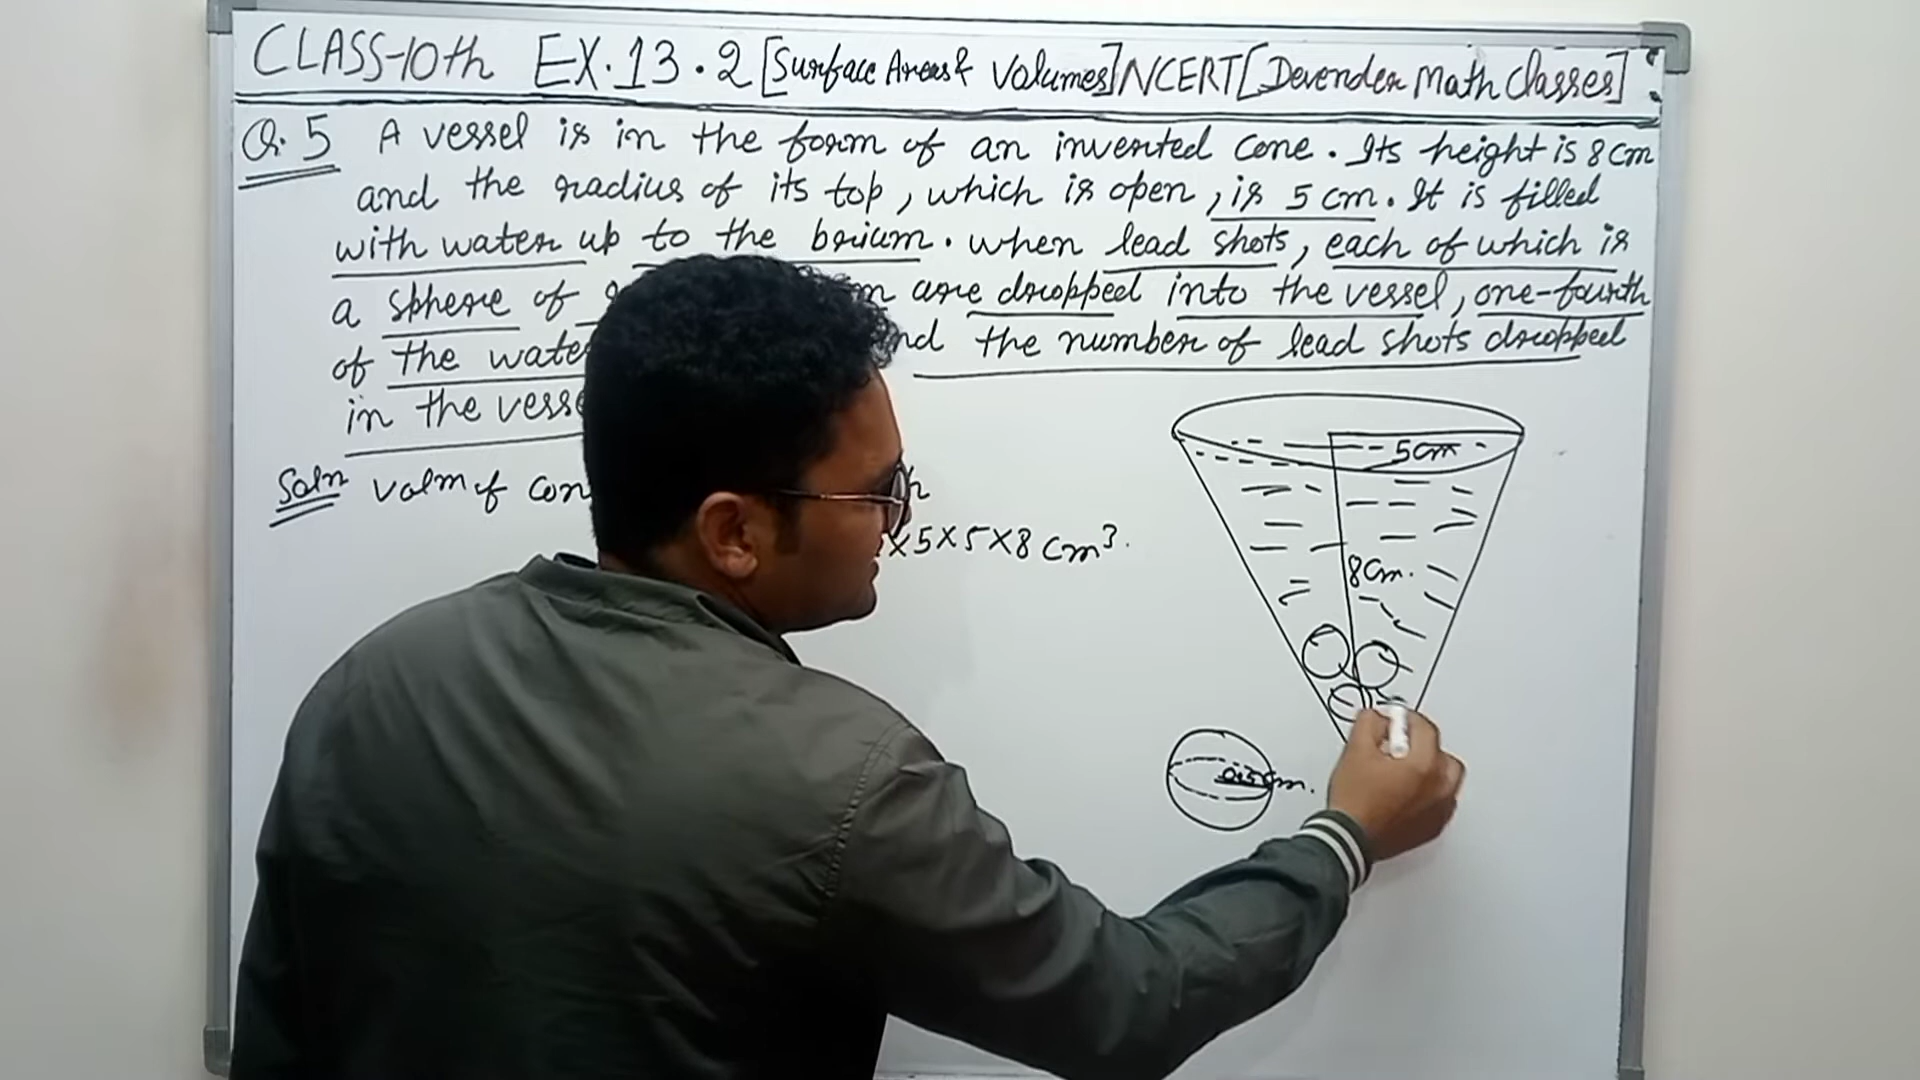 CLASS-10th EX.13.2 [Surface Areas & Volumes] NCERT [Devender Math Classes]
Q.5 A vessel is in the form of an inverted cone. Its height is 8 cm
and the radius of its top, which is open, is 5 cm. It is filled
with water up to the brium. when lead shots, each of which is
a sphere of are dropped into the vessel, one-fourth
of the the number of lead shots dropped
in the
Soln Volm of
×5×5×8 cm³.
5cm
8cm.
0.5cm.